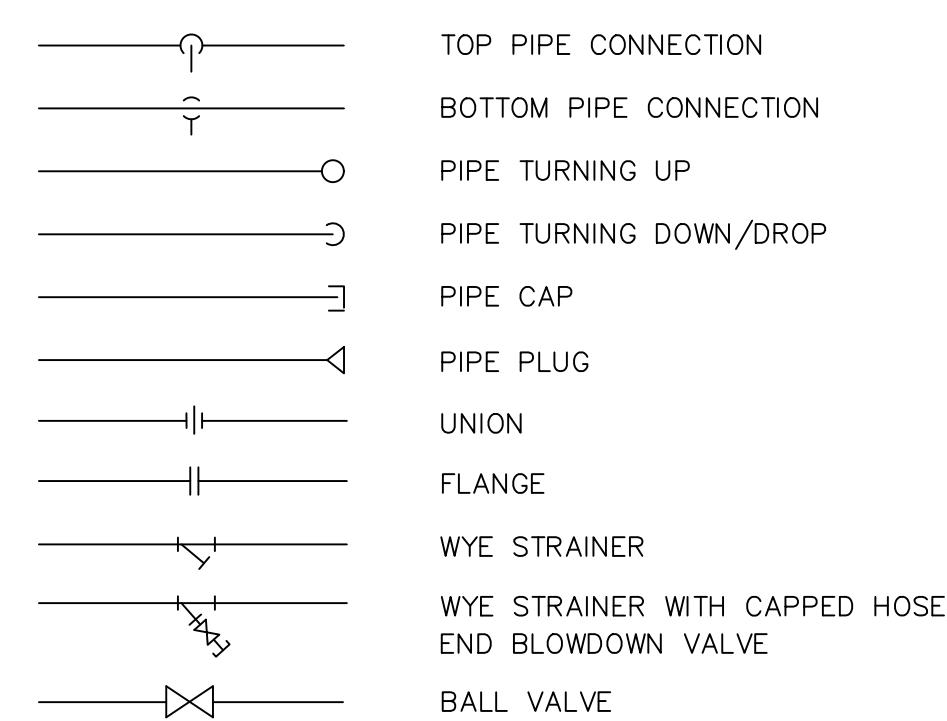 TOP PIPE CONNECTION
BOTTOM PIPE CONNECTION
PIPE TURNING UP
PIPE TURNING DOWN/DROP
PIPE CAP
PIPE PLUG
UNION
FLANGE
WYE STRAINER
WYE STRAINER WITH CAPPED HOSE
END BLOWDOWN VALVE
BALL VALVE